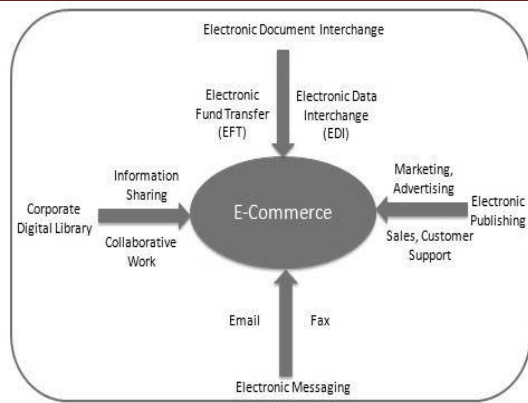 Electronic Document Interchange
Electronic
Fund Transfer
(EFT)
Electronic Data
Interchange
(EDI)
Information
Sharing
Marketing,
Advertising
Corporate
Digital Library
E-Commerce
Electronic
Publishing
Collaborative
Work
Sales, Customer
Support
Email
Fax
Electronic Messaging